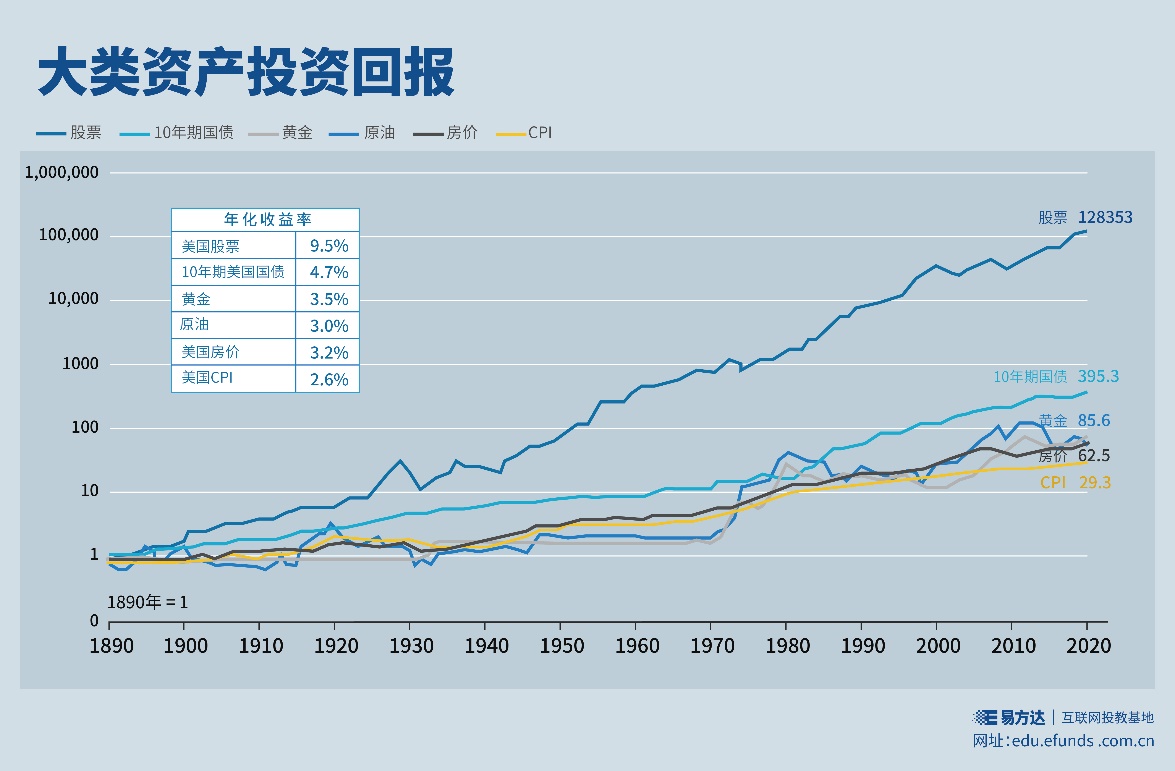 大类资产投资回报
股票 10年期国债 黄金 原油 房价 CPI
1,000,000
100,000
10,000
1000
100
10
1
0
年化收益率
美国股票 9.5%
10年期美国国债 4.7%
黄金 3.5%
原油 3.0%
美国房价 3.2%
美国CPI 2.6%
股票 128353
10年期国债 395.3
黄金 85.6
房价 62.5
CPI 29.3
1890年 = 1
1890 1900 1910 1920 1930 1940 1950 1960 1970 1980 1990 2000 2010 2020
E易方达 | 互联网投教基地
网址:edu.efunds .com.cn